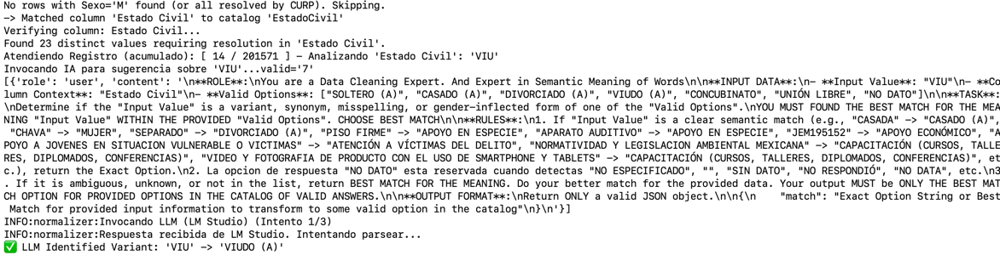 No rows with Sexo='M' found (or all resolved by CURP). Skipping.
-> Matched column 'Estado Civil' to catalog 'EstadoCivil'
Verifying column: Estado Civil...
Found 23 distinct values requiring resolution in 'Estado Civil'.
Atendiendo Registro (acumulado): [ 14 / 201571 ] - Analizando 'Estado Civil': 'VIU'
Invocando IA para sugerencia sobre 'VIU'...valid='7'
[{'role': 'user', 'content': '\n**ROLE**:\nYou are a Data Cleaning Expert. And Expert in Semantic Meaning of Words\n\n**INPUT DATA**:\n- **Input Value**: "VIU"\n- **Co
lumn Context**: "Estado Civil"\n- **Valid Options**: ["SOLTERO (A)", "CASADO (A)", "DIVORCIADO (A)", "VIUDO (A)", "CONCUBINATO", "UNIÓN LIBRE", "NO DATO"]\n\n**TASK**:
\nDetermine if the "Input Value" is a variant, synonym, misspelling, or gender-inflected form of one of the "Valid Options".\nYOU MUST FOUND THE BEST MATCH FOR THE MEA
NING "Input Value" WITHIN THE PROVIDED "Valid Options". CHOOSE BEST MATCH\n\n**RULES**:\n1. If "Input Value" is a clear semantic match (e.g., "CASADA" -> "CASADO (A)",
"CHAVA" -> "MUJER", "SEPARADO" -> "DIVORCIADO (A)", "PISO FIRME" -> "APOYO EN ESPECIE", "APARATO AUDITIVO" -> "APOYO EN ESPECIE", "JEM195152" -> "APOYO ECONÓMICO", "A
POYO A JOVENES EN SITUACION VULNERABLE O VICTIMAS" -> "ATENCIÓN A VÍCTIMAS DEL DELITO", "NORMATIVIDAD Y LEGISLACION AMBIENTAL MEXICANA" -> "CAPACITACIÓN (CURSOS, TALLE
RES, DIPLOMADOS, CONFERENCIAS)", "VIDEO Y FOTOGRAFIA DE PRODUCTO CON EL USO DE SMARTPHONE Y TABLETS" -> "CAPACITACIÓN (CURSOS, TALLERES, DIPLOMADOS, CONFERENCIAS)", et
c.), return the Exact Option.\n2. La opcion de respuesta "NO DATO" esta reservada cuando detectas "NO ESPECIFICADO", "", "SIN DATO", "NO RESPONDIÓ", "NO DATA", etc.\n3
. If it is ambiguous, unknown, or not in the list, return BEST MATCH FOR THE MEANING. Do your better match for the provided data. Your output MUST be ONLY THE BEST MAT
CH OPTION FOR PROVIDED OPTIONS IN THE CATALOG OF VALID ANSWERS.\n\n**OUTPUT FORMAT**:\nReturn ONLY a valid JSON object.\n\n{\n    "match": "Exact Option String or Best
Match for provided input information to transform to some valid option in the catalog"\n}\n'}]
INFO:normalizer:Invocando LLM (LM Studio) (Intento 1/3)
INFO:normalizer:Respuesta recibida de LM Studio. Intentando parsear...
✅ LLM Identified Variant: 'VIU' -> 'VIUDO (A)'